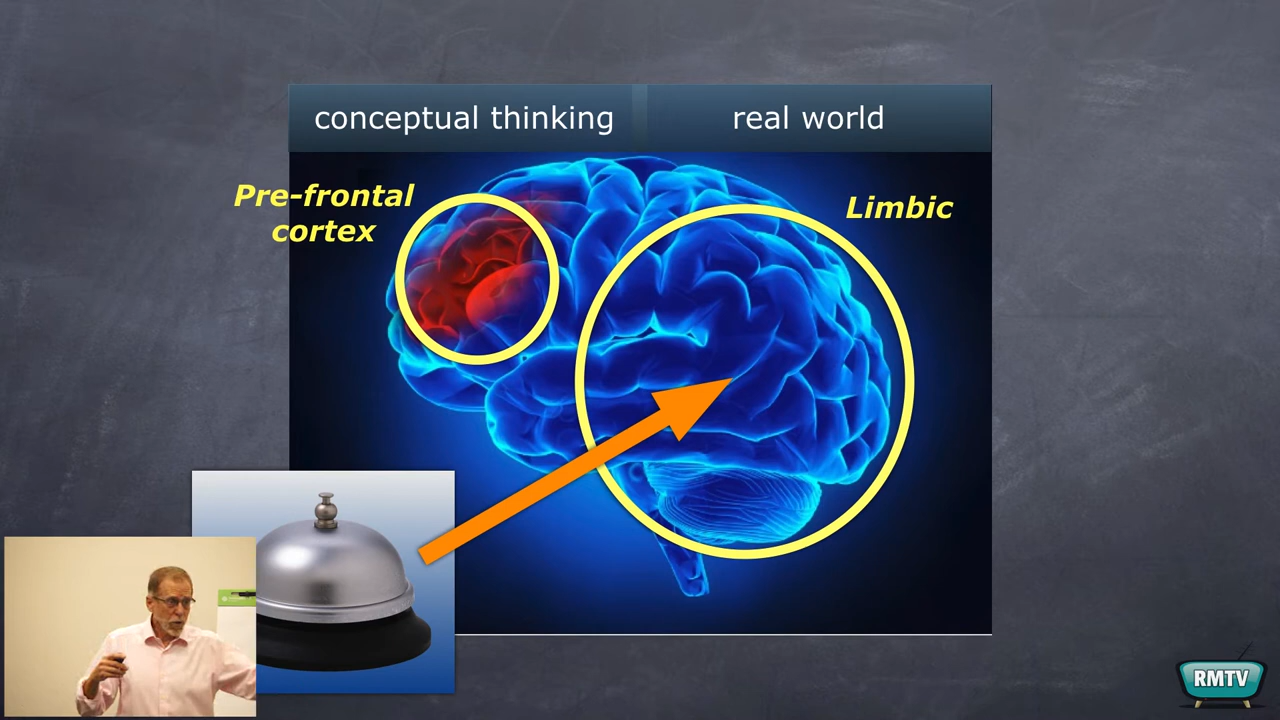 conceptual thinking
real world
Pre-frontal
cortex
Limbic
RMTV